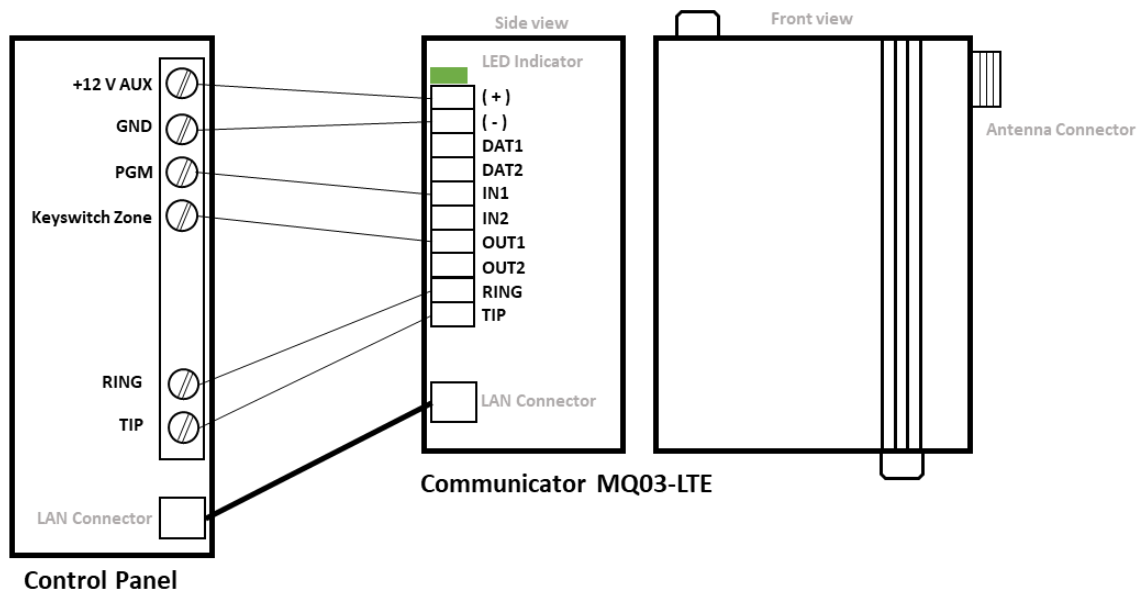 Side view
Front view
+12 V AUX
GND
PGM
Keyswitch Zone
RING
TIP
LAN Connector
Control Panel
LED Indicator
( + )
( - )
DAT1
DAT2
IN1
IN2
OUT1
OUT2
RING
TIP
LAN Connector
Communicator MQ03-LTE
Antenna Connector